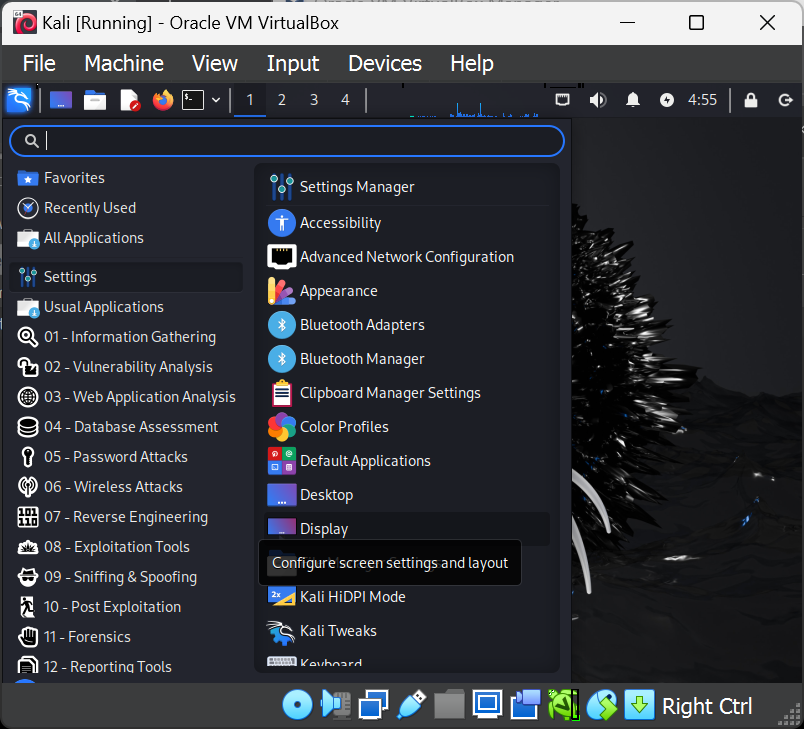 Kali [Running] - Oracle VM VirtualBox
File Machine View Input Devices Help
1 2 3 4 4:55
Favorites
Recently Used
All Applications
Settings
Usual Applications
01 - Information Gathering
02 - Vulnerability Analysis
03 - Web Application Analysis
04 - Database Assessment
05 - Password Attacks
06 - Wireless Attacks
07 - Reverse Engineering
08 - Exploitation Tools
09 - Sniffing & Spoofing
10 - Post Exploitation
11 - Forensics
12 - Reporting Tools
Settings Manager
Accessibility
Advanced Network Configuration
Appearance
Bluetooth Adapters
Bluetooth Manager
Clipboard Manager Settings
Color Profiles
Default Applications
Desktop
Display
Configure screen settings and layout
2x
Kali HiDPI Mode
Kali Tweaks
Keyboard
Right Ctrl